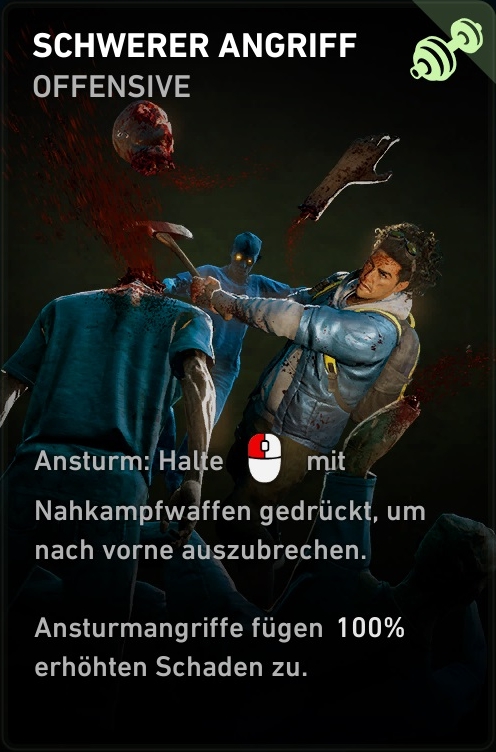 SCHWERER ANGRIFF
OFFENSIVE
Ansturm: Halte mit
Nahkampfwaffen gedrückt, um
nach vorne auszubrechen.
Ansturmangriffe fügen 100%
erhöhten Schaden zu.